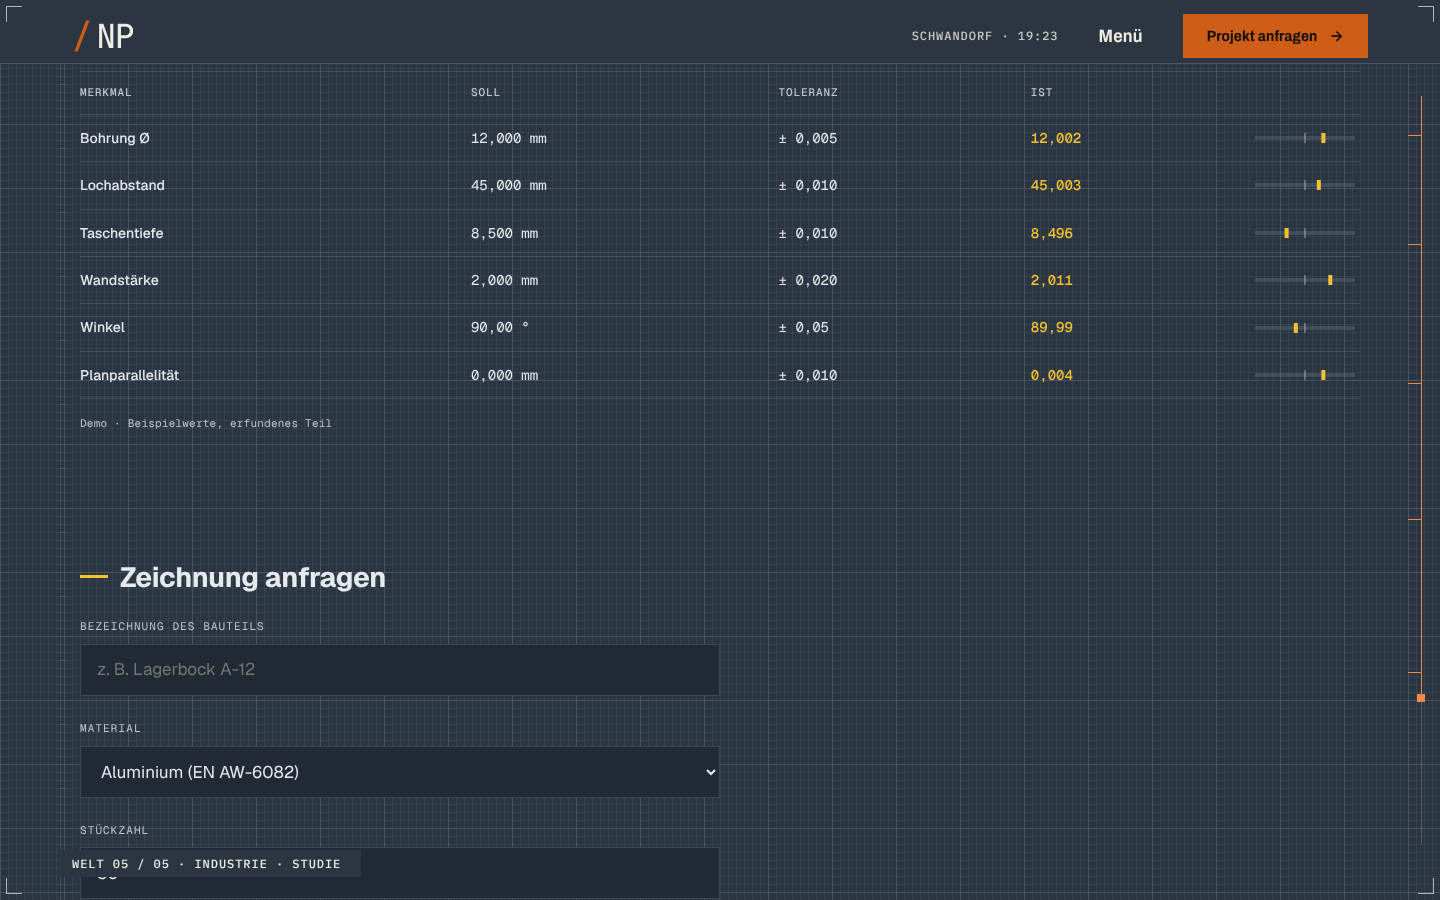 / NP
SCHWANDORF · 19:23
Menü
Projekt anfragen →
MERKMAL SOLL TOLERANZ IST
Bohrung Ø 12,000 mm ± 0,005 12,002
Lochabstand 45,000 mm ± 0,010 45,003
Taschentiefe 8,500 mm ± 0,010 8,496
Wandstärke 2,000 mm ± 0,020 2,011
Winkel 90,00 ° ± 0,05 89,99
Planparallelität 0,000 mm ± 0,010 0,004
Demo · Beispielwerte, erfundenes Teil
Zeichnung anfragen
BEZEICHNUNG DES BAUTEILS
z. B. Lagerbock A-12
MATERIAL
Aluminium (EN AW-6082)
STÜCKZAHL
WELT 05 / 05 · INDUSTRIE · STUDIE